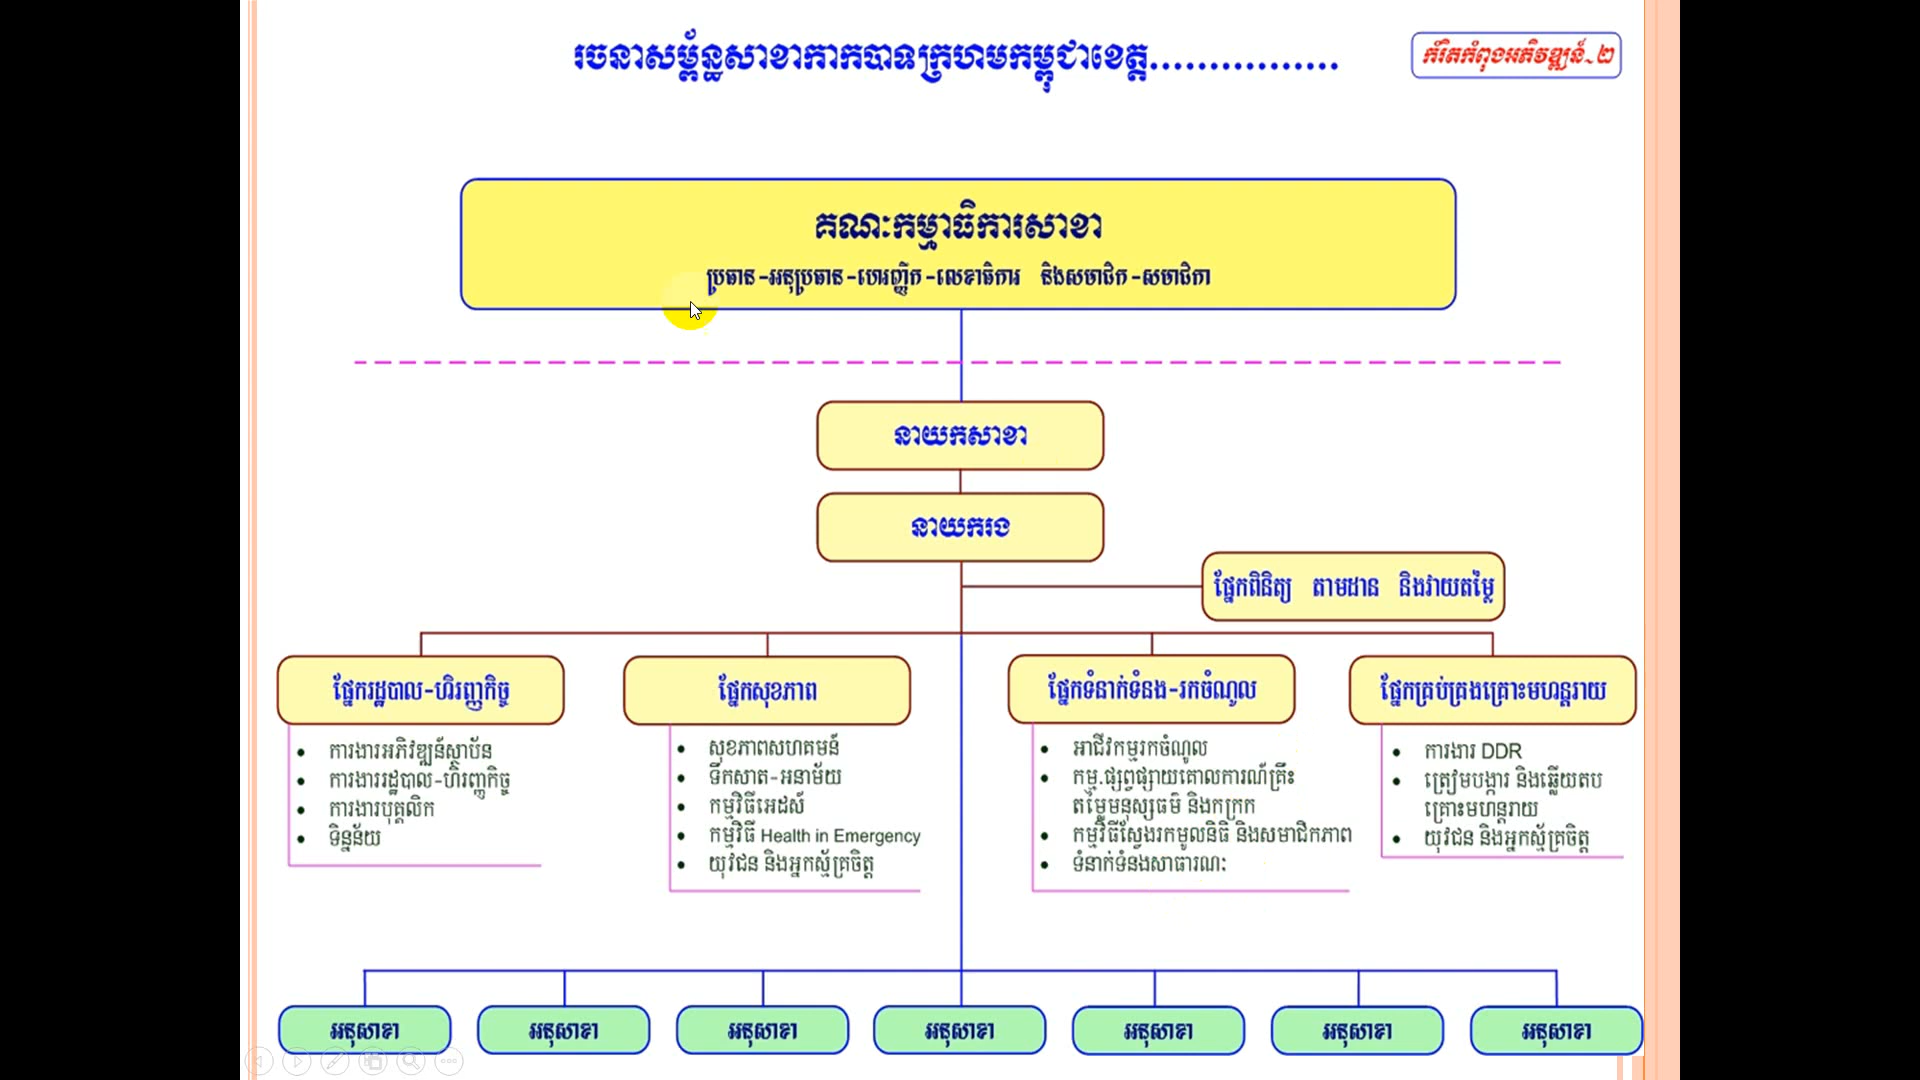 រចនាសម្ព័ន្ធសាខាកាកបាទក្រហមកម្ពុជាខេត្ត................
កំរិតកំពុងអភិវឌ្ឍន៍~២
គណៈកម្មាធិការសាខា
ប្រធាន-អនុប្រធាន-ហេរញ្ញឹក-លេខាធិការ និងសមាជិក-សមាជិកា
នាយកសាខា
នាយករង
ផ្នែកពិនិត្យ តាមដាន និងវាយតម្លៃ
ផ្នែករដ្ឋបាល-ហិរញ្ញកិច្ច
• ការងារអភិវឌ្ឍន៍ស្ថាប័ន
• ការងាររដ្ឋបាល-ហិរញ្ញកិច្ច
• ការងារបុគ្គលិក
• ទិន្នន័យ
ផ្នែកសុខភាព
• សុខភាពសហគមន៍
• ទឹកសាត-អនាម័យ
• កម្មវិធីអេដស៍
• កម្មវិធី Health in Emergency
• យុវជន និងអ្នកស្ម័គ្រចិត្ត
ផ្នែកទំនាក់ទំនង-រកចំណូល
• អាជីវកម្មរកចំណូល
• កម្ម.ផ្សព្វផ្សាយគោលការណ៍គ្រឹះ
តម្លៃមនុស្សធម៌ និងកក្រក
• កម្មវិធីស្វែងរកមូលនិធិ និងសមាជិកភាព
• ទំនាក់ទំនងសាធារណៈ
ផ្នែកគ្រប់គ្រងគ្រោះមហន្តរាយ
• ការងារ DDR
• ត្រៀមបង្ការ និងឆ្លើយតប
គ្រោះមហន្តរាយ
• យុវជន និងអ្នកស្ម័គ្រចិត្ត
អនុសាខា
អនុសាខា
អនុសាខា
អនុសាខា
អនុសាខា
អនុសាខា
អនុសាខា